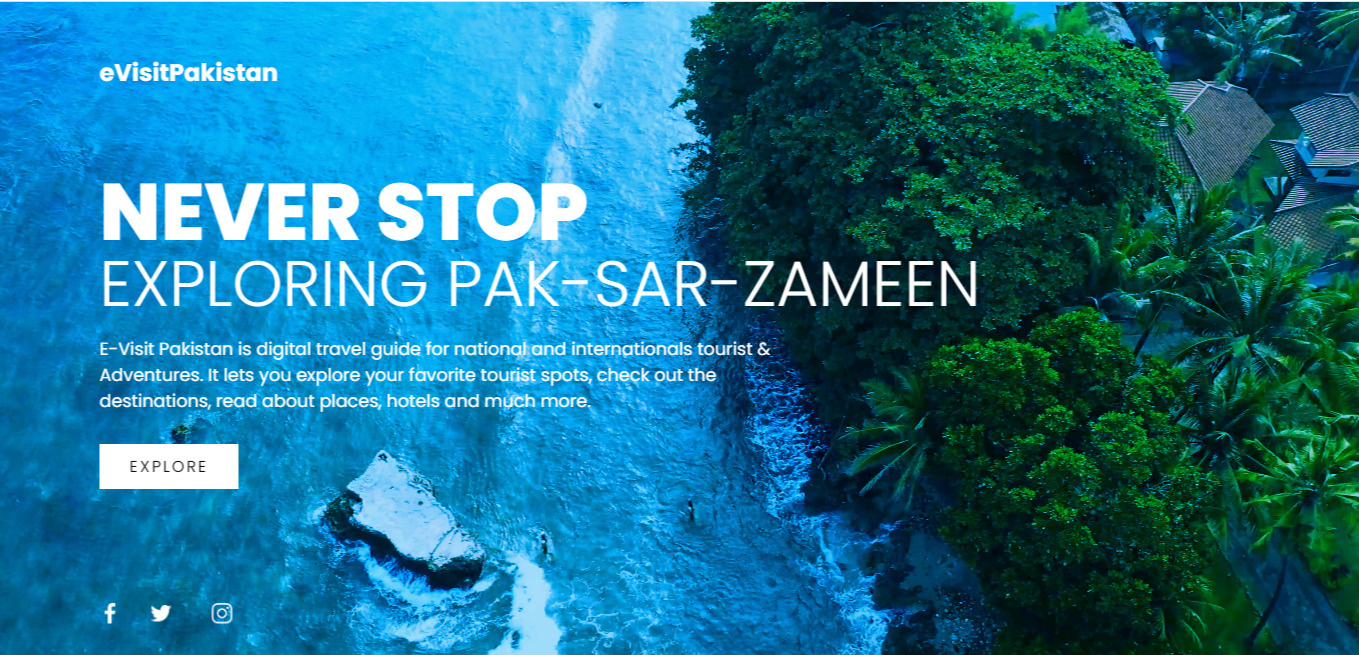 eVisitPakistan
NEVER STOP
EXPLORING PAK-SAR-ZAMEEN
E-Visit Pakistan is digital travel guide for national and internationals tourist &
Adventures. It lets you explore your favorite tourist spots, check out the
destinations, read about places, hotels and much more.
EXPLORE